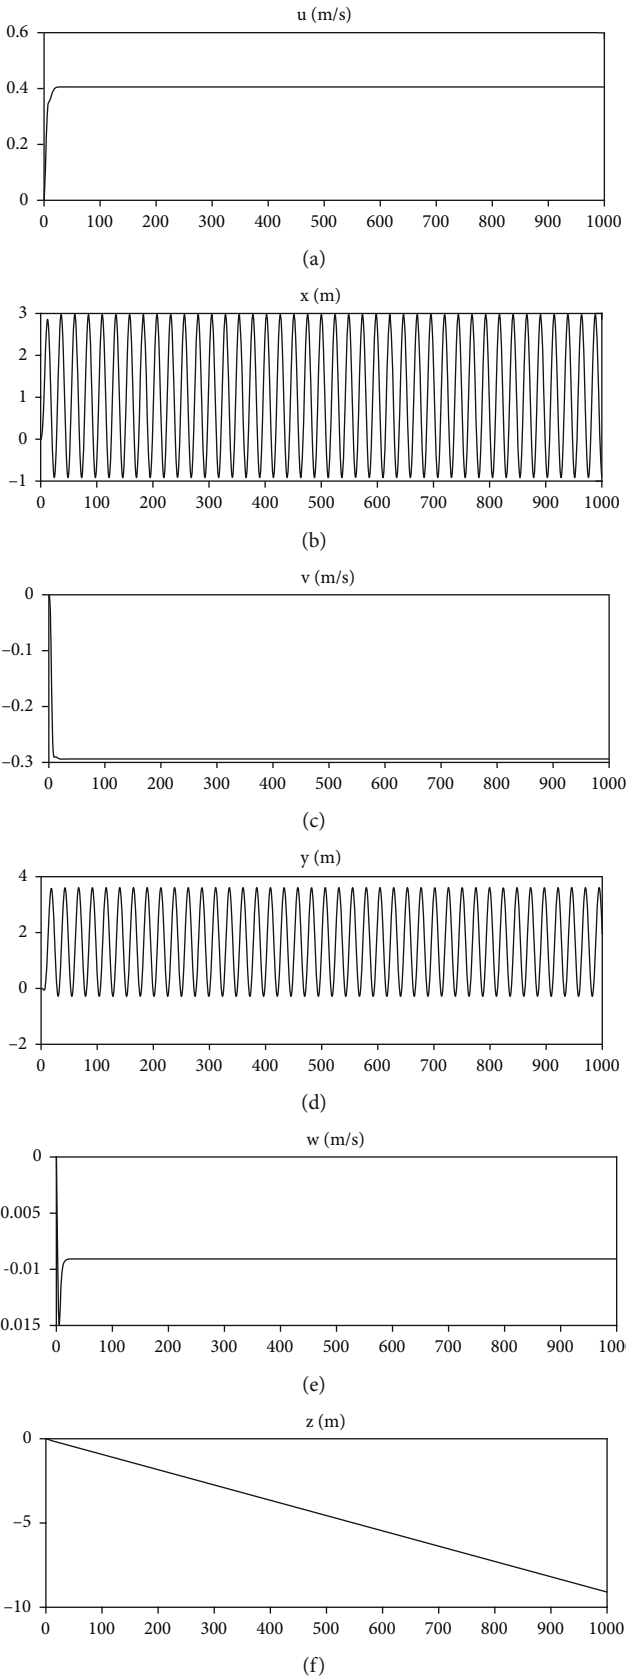 u (m/s)
0.6
0.4
0.2
0
0 100 200 300 400 500 600 700 800 900 1000
(a)
x (m)
3
2
1
0
–1
0 100 200 300 400 500 600 700 800 900 1000
(b)
v (m/s)
0
–0.1
–0.2
–0.3
0 100 200 300 400 500 600 700 800 900 1000
(c)
y (m)
4
2
0
–2
0 100 200 300 400 500 600 700 800 900 1000
(d)
w (m/s)
0
0.005
-0.01
0.015
0 100 200 300 400 500 600 700 800 900 100
(e)
z (m)
0
–5
–10
0 100 200 300 400 500 600 700 800 900 1000
(f)